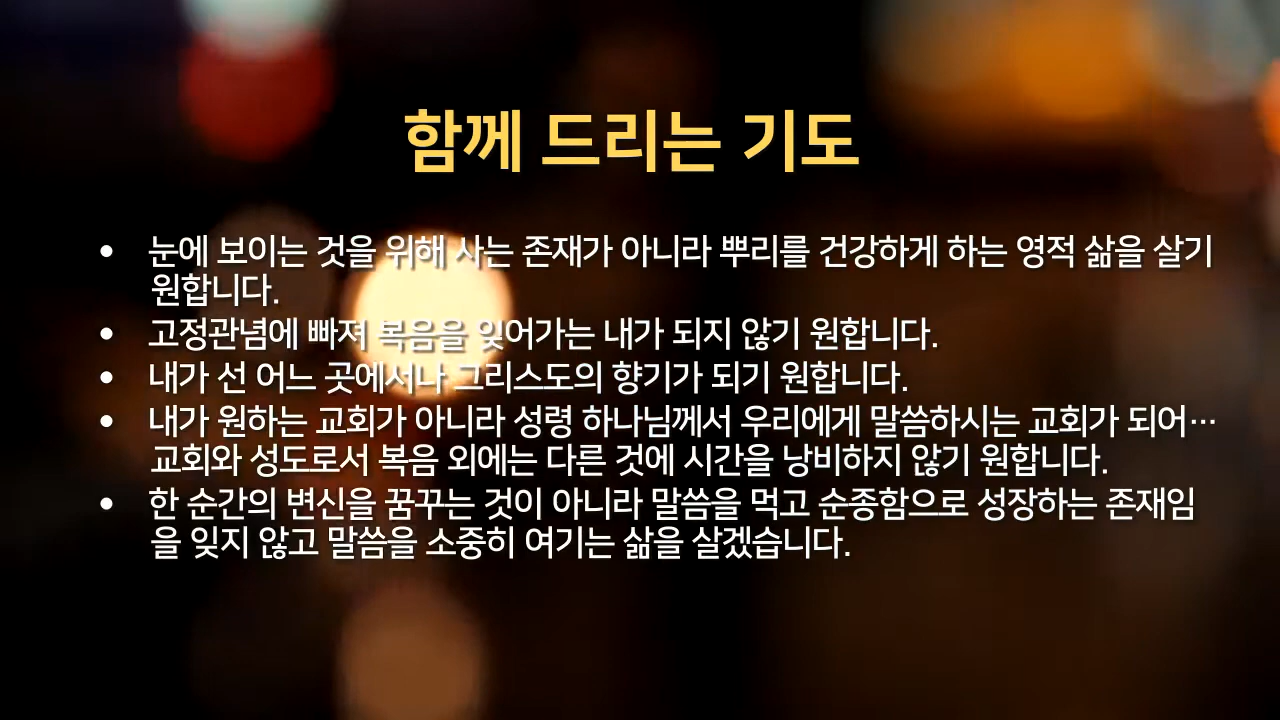 함께 드리는 기도
• 눈에 보이는 것을 위해 사는 존재가 아니라 뿌리를 건강하게 하는 영적 삶을 살기
원합니다.
• 고정관념에 빠져 복음을 잊어가는 내가 되지 않기 원합니다.
• 내가 선 어느 곳에서나 그리스도의 향기가 되기 원합니다.
• 내가 원하는 교회가 아니라 성령 하나님께서 우리에게 말씀하시는 교회가 되어…
교회와 성도로서 복음 외에는 다른 것에 시간을 낭비하지 않기 원합니다.
• 한 순간의 변신을 꿈꾸는 것이 아니라 말씀을 먹고 순종함으로 성장하는 존재임
을 잊지 않고 말씀을 소중히 여기는 삶을 살겠습니다.